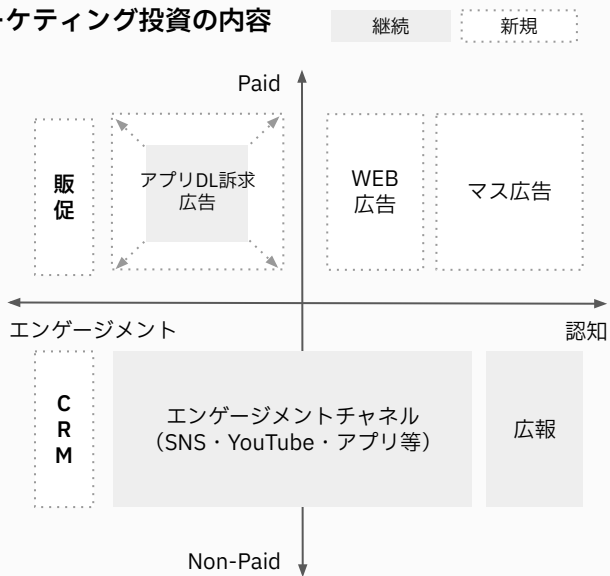 ーケティング投資の内容
継続
新規
Paid
販
促
アプリDL訴求
広告
WEB
広告
マス広告
エンゲージメント
認知
C
R
M
エンゲージメントチャネル
（SNS・YouTube・アプリ等）
広報
Non-Paid